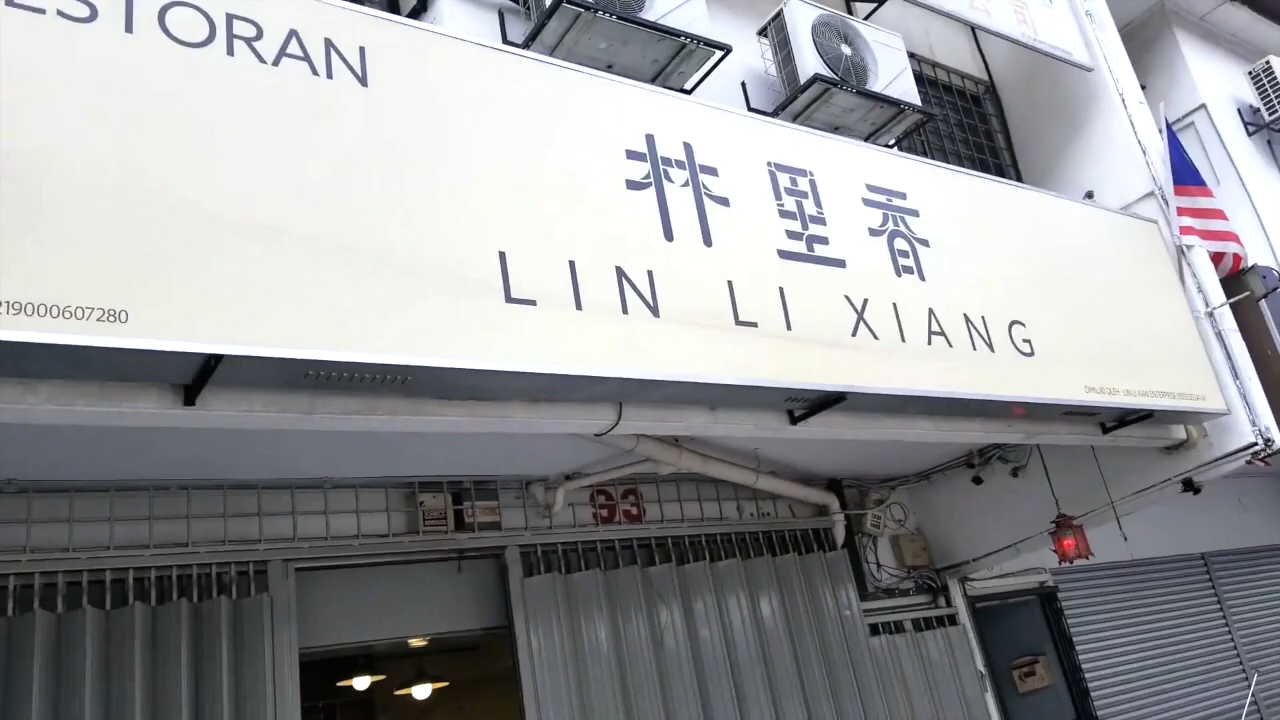 ESTORAN
林里香
LIN LI XIANG
219000607280
93